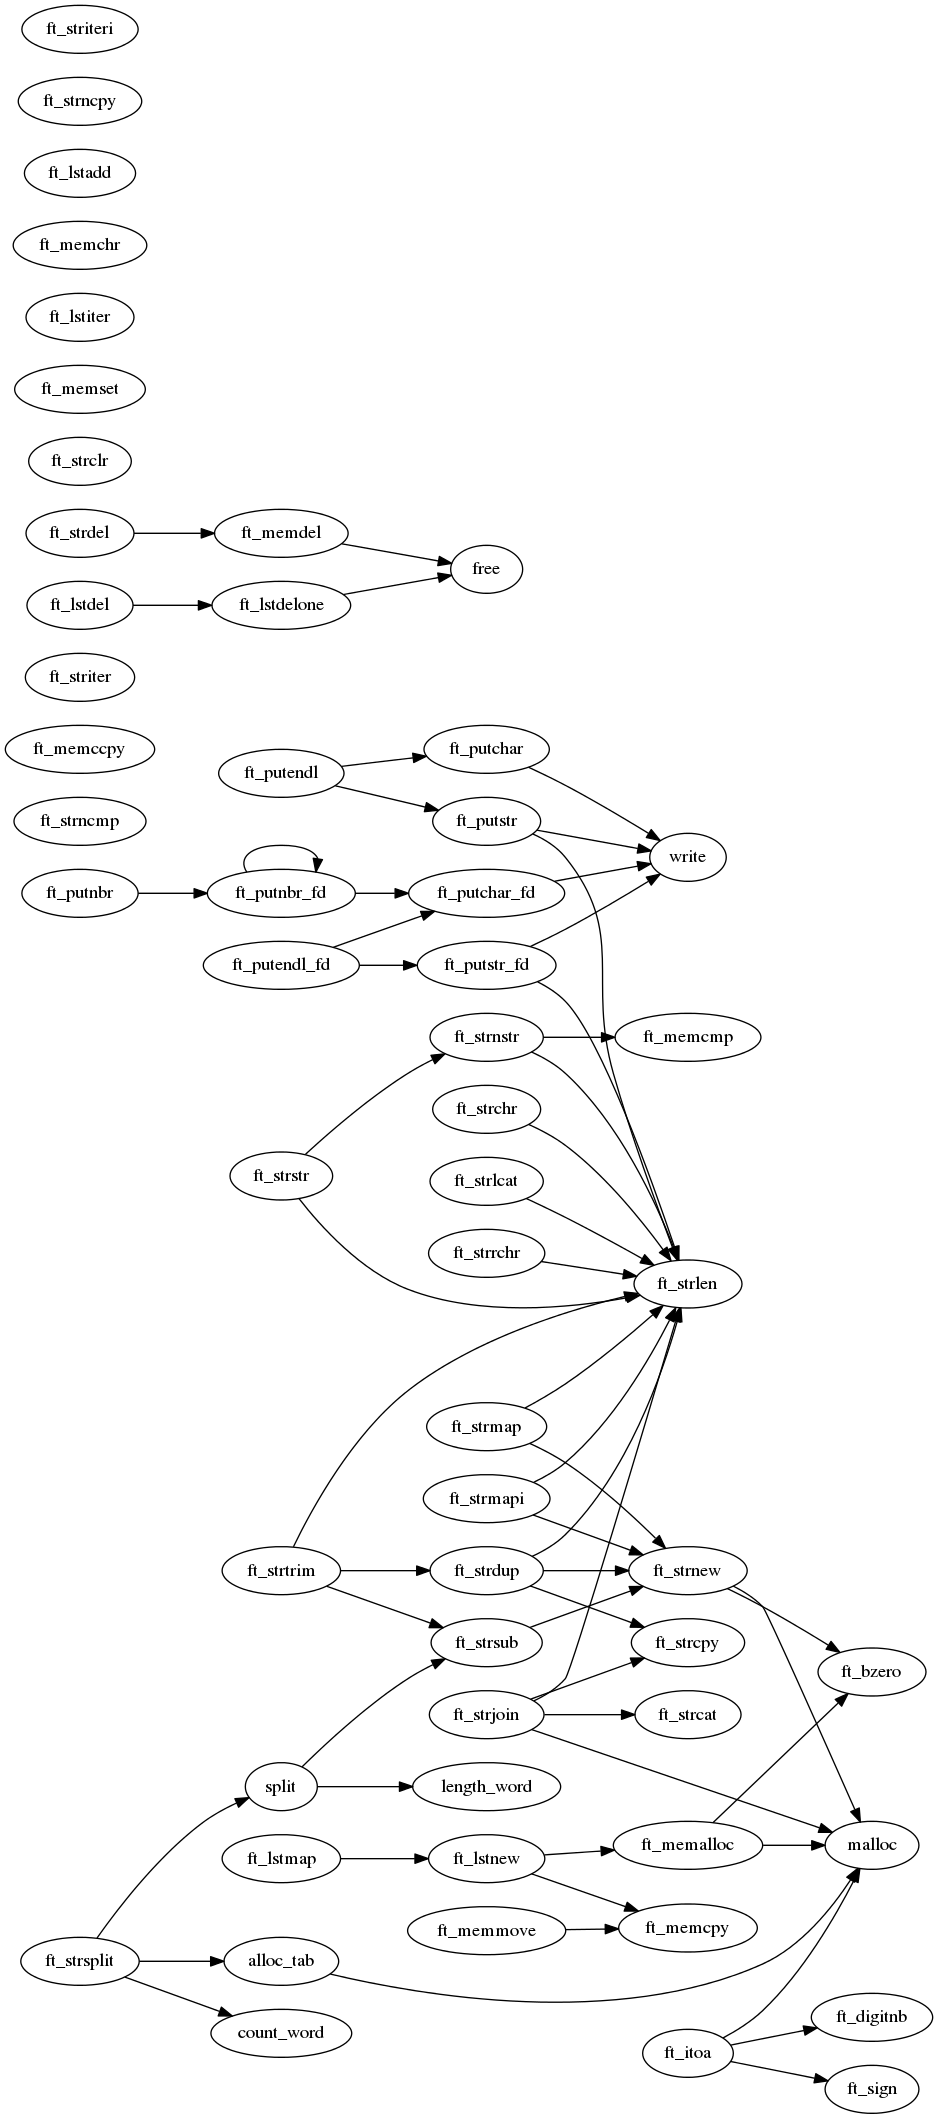 ft_striteri
ft_strncpy
ft_lstadd
ft_memchr
ft_lstiter
ft_memset
ft_strclr
ft_strdel
ft_memdel
free
ft_lstdel
ft_lstdelone
ft_striter
ft_memccpy
ft_putchar
ft_putendl
ft_strncmp
ft_putstr
write
ft_putnbr
ft_putnbr_fd
ft_putchar_fd
ft_putendl_fd
ft_putstr_fd
ft_strnstr
ft_memcmp
ft_strchr
ft_strstr
ft_strlcat
ft_strrchr
ft_strlen
ft_strmap
ft_strmapi
ft_strtrim
ft_strdup
ft_strnew
ft_strsub
ft_strcpy
ft_bzero
ft_strjoin
ft_strcat
split
length_word
ft_lstmap
ft_lstnew
ft_memalloc
malloc
ft_memmove
ft_memcpy
ft_strsplit
alloc_tab
count_word
ft_digitnb
ft_itoa
ft_sign